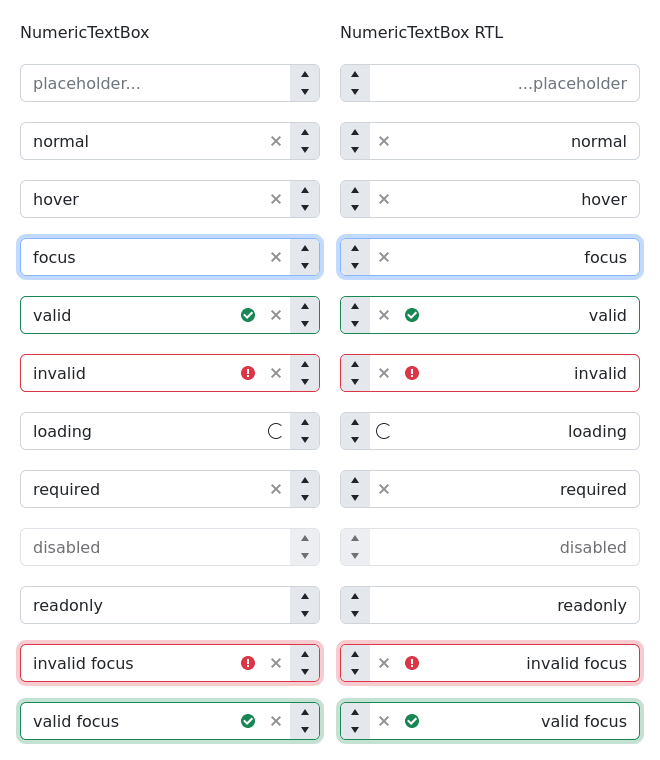 NumericTextBox
NumericTextBox RTL
placeholder...
...placeholder
normal
normal
hover
hover
focus
focus
valid
valid
invalid
invalid
loading
loading
required
required
disabled
disabled
readonly
readonly
invalid focus
invalid focus
valid focus
valid focus